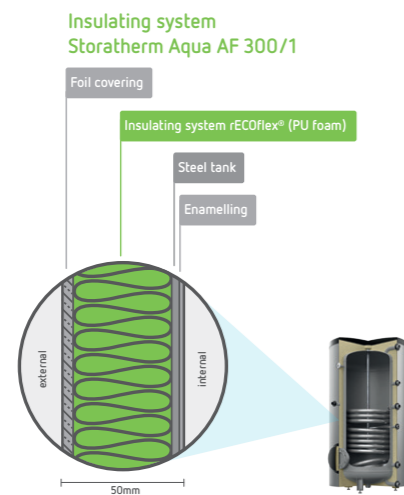 Insulating system
Storatherm Aqua AF 300/1
Foil covering
Insulating system rECOflex® (PU foam)
Steel tank
Enamelling
external
internal
50mm